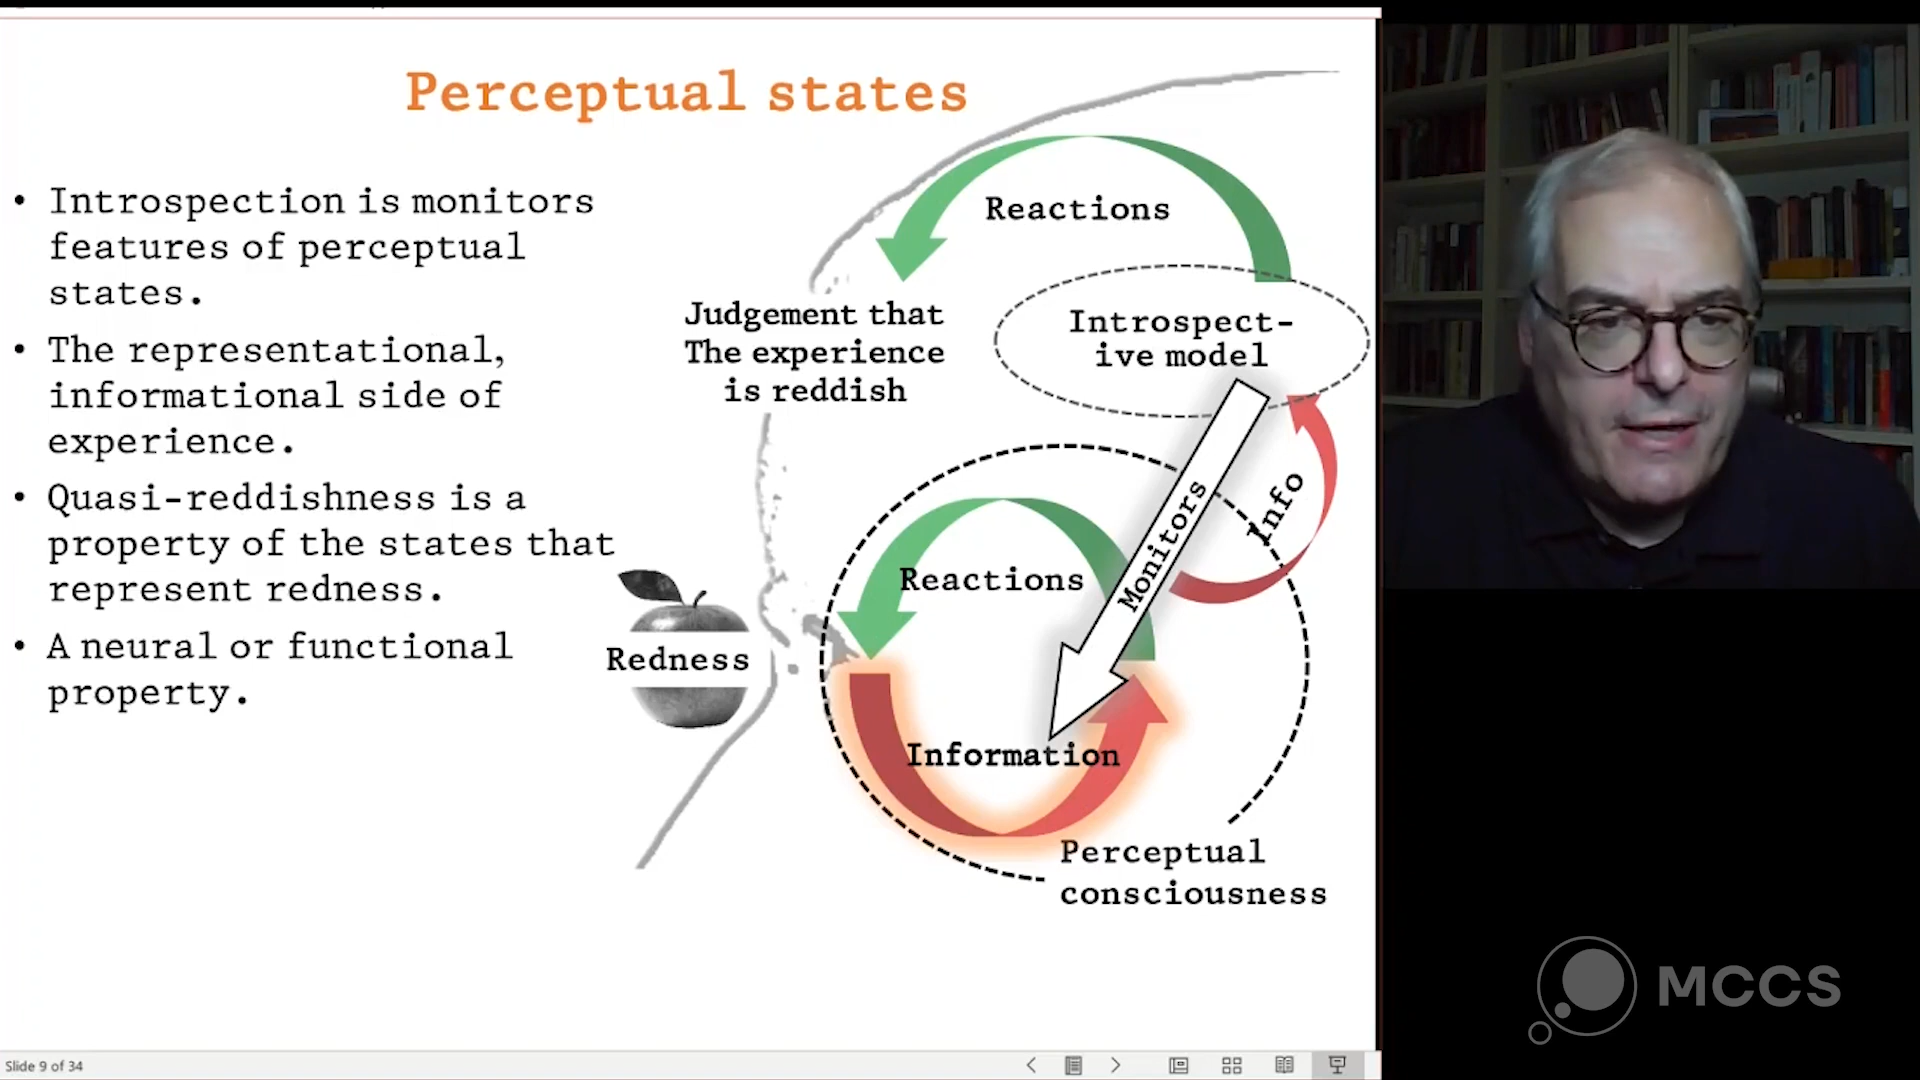 Perceptual states
• Introspection is monitors
features of perceptual
states.
• The representational,
informational side of
experience.
• Quasi-reddishness is a
property of the states that
represent redness.
• A neural or functional
property.
Reactions
Judgement that
The experience
is reddish
Introspect-
ive model
Monitors
Info
Reactions
Redness
Information
Perceptual
consciousness
MCCS
Slide 9 of 34